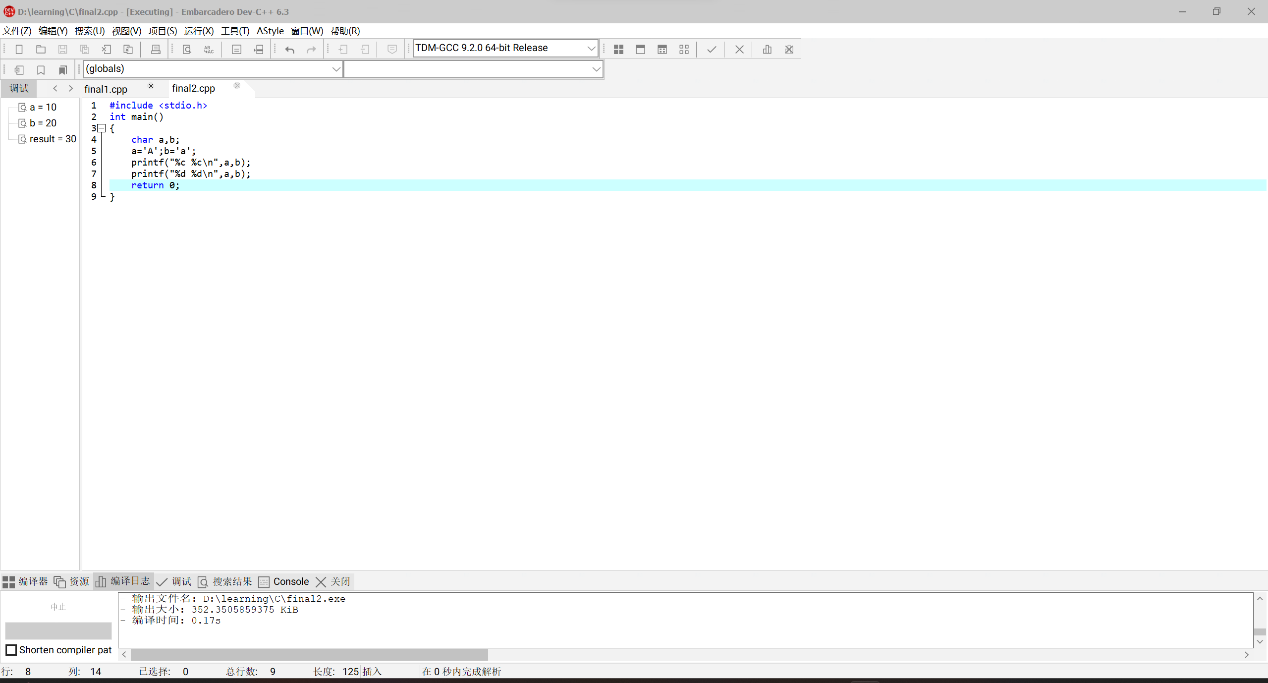 D:\learning\C\final2.cpp - [Executing] - Embarcadero Dev-C++ 6.3
文件(Z) 编辑(Y) 搜索(U) 视图(V) 项目(S) 运行(X) 工具(T) AStyle 窗口(W) 帮助(R)
TDM-GCC 9.2.0 64-bit Release
(globals)
调试 final1.cpp final2.cpp
a = 10
b = 20
result = 30
1 #include <stdio.h>
2 int main()
3 {
4 char a,b;
5 a='A';b='a';
6 printf("%c %c\n",a,b);
7 printf("%d %d\n",a,b);
8 return 0;
9 }
编译器 资源 编译日志 调试 搜索结果 Console 关闭
中止
- 输出文件名: D:\learning\C\final2.exe
- 输出大小: 352.3505859375 KiB
- 编译时间: 0.17s
Shorten compiler pat
行: 8 列: 14 已选择: 0 总行数: 9 长度: 125 插入 在 0 秒内完成解析